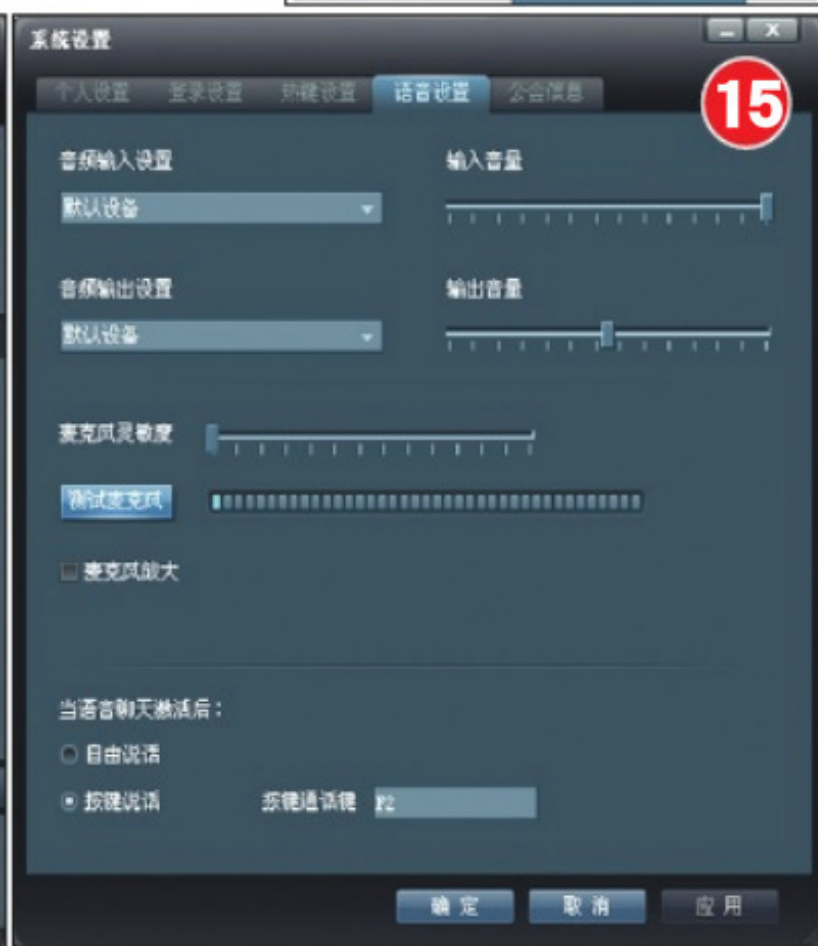 系统设置
个人设置 登录设置 热键设置 语音设置 公会信息
15
音频输入设置 输入音量
默认设备
音频输出设置 输出音量
默认设备
麦克风灵敏度
测试麦克风
麦克风放大
当语音聊天激活后：
自由说话
按键说话 按键通话键 F2
确定 取消 应用